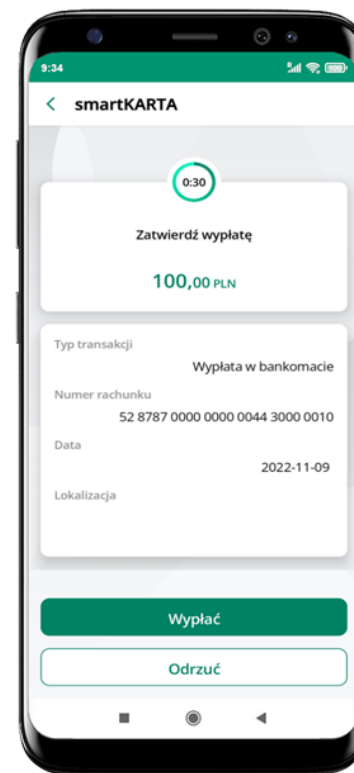 9:34
smartKARTA
0:30
Zatwierdź wypłatę
100,00 PLN
Typ transakcji
Wypłata w bankomacie
Numer rachunku
52 8787 0000 0000 0044 3000 0010
Data
2022-11-09
Lokalizacja
Wypłać
Odrzuć